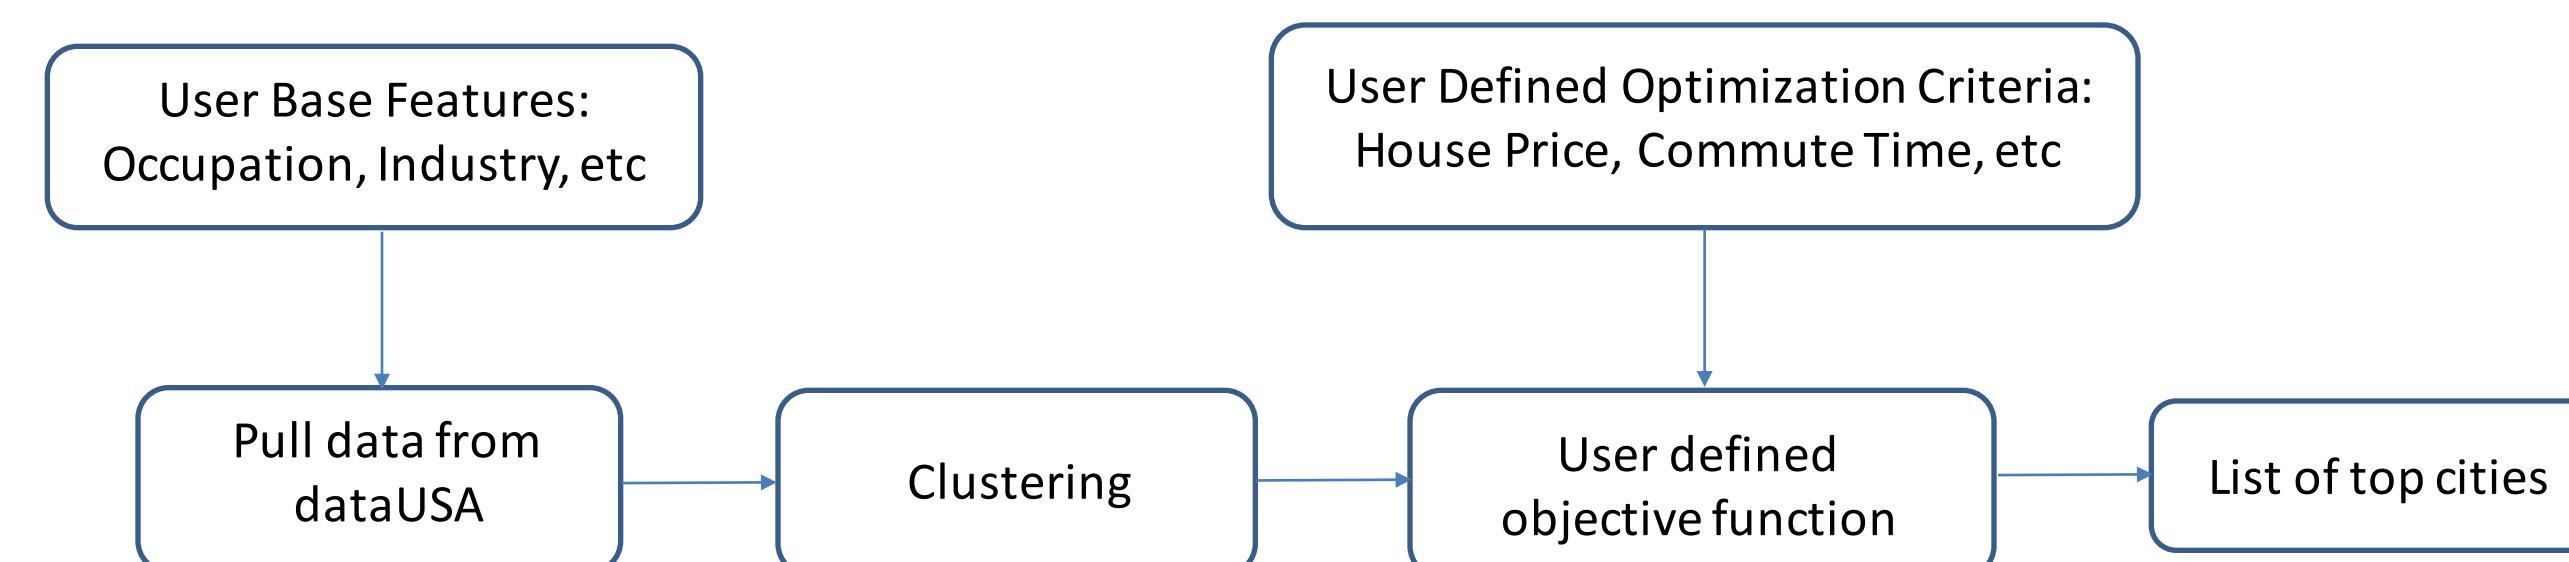 User Base Features:
Occupation, Industry, etc
User Defined Optimization Criteria:
House Price, Commute Time, etc
Pull data from
dataUSA
Clustering
User defined
objective function
List of top cities